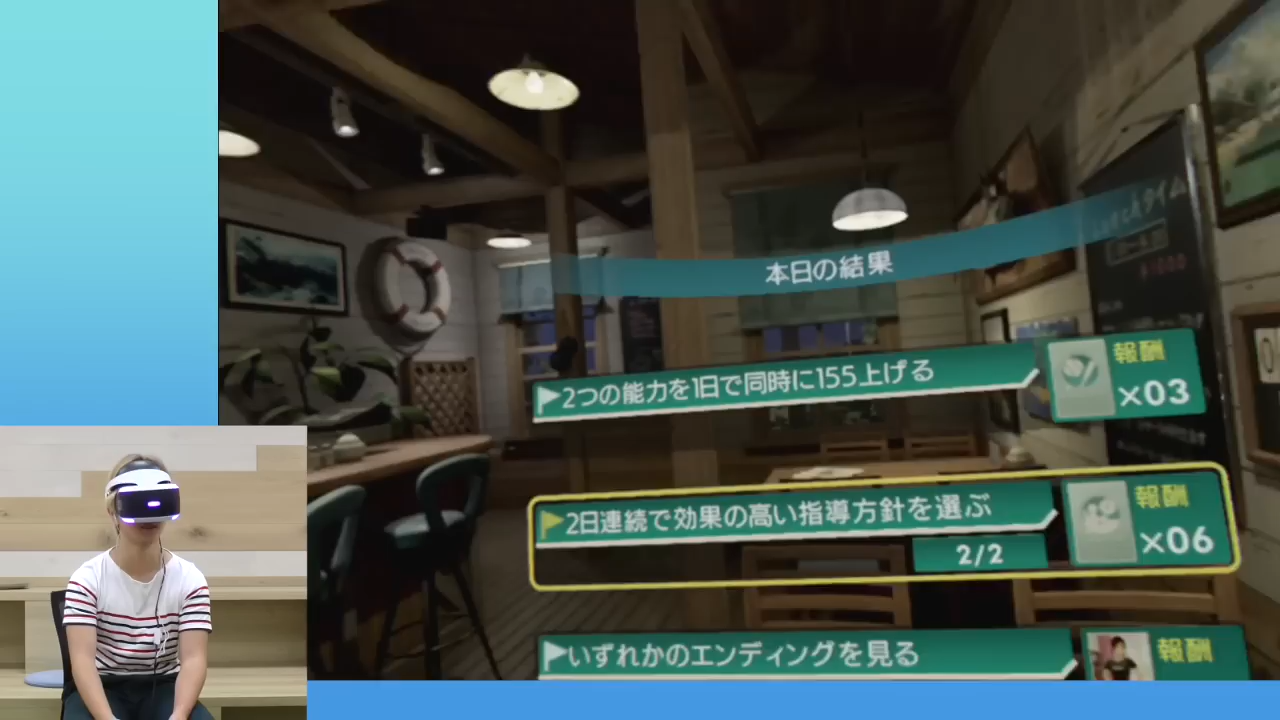 本日の結果
2つの能力を1日で同時に155上げる
報酬
×03
2日連続で効果の高い指導方針を選ぶ
2/2
報酬
×06
いずれかのエンディングを見る
報酬